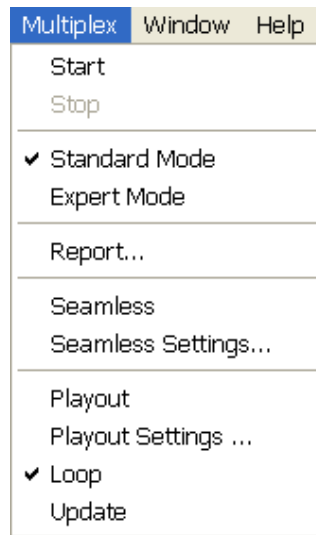 Multiplex Window Help
Start
Stop
Standard Mode
Expert Mode
Report...
Seamless
Seamless Settings...
Playout
Playout Settings ...
Loop
Update